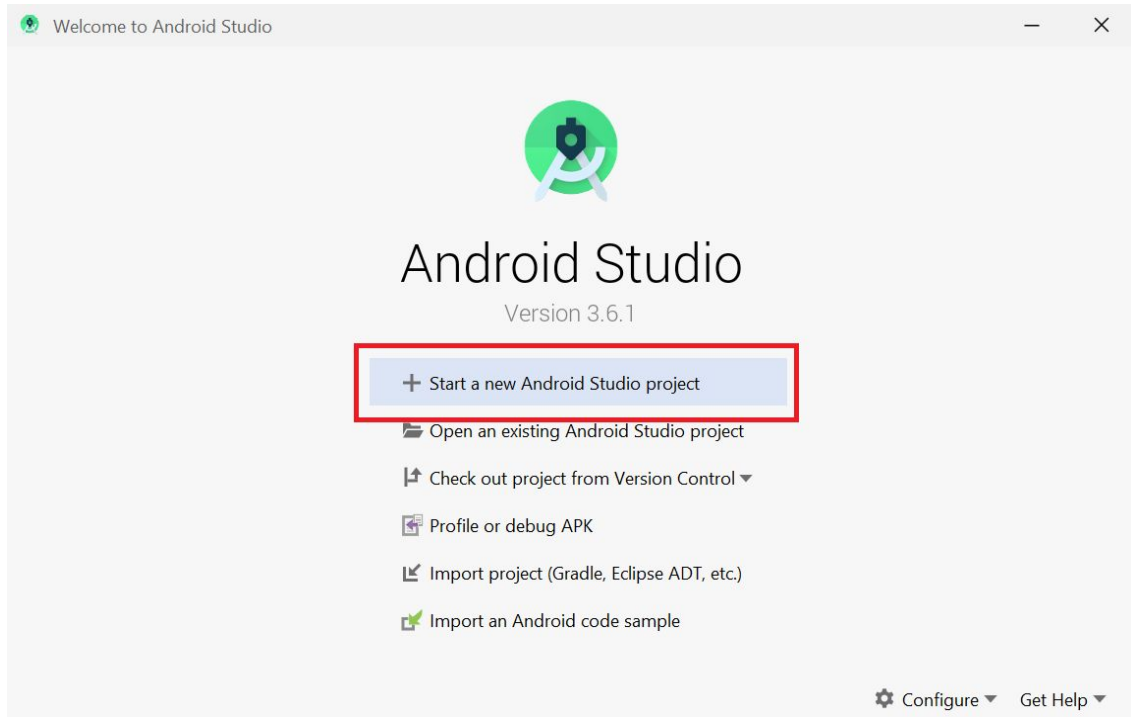 Welcome to Android Studio
Android Studio
Version 3.6.1
Start a new Android Studio project
Open an existing Android Studio project
Check out project from Version Control
Profile or debug APK
Import project (Gradle, Eclipse ADT, etc.)
Import an Android code sample
Configure Get Help